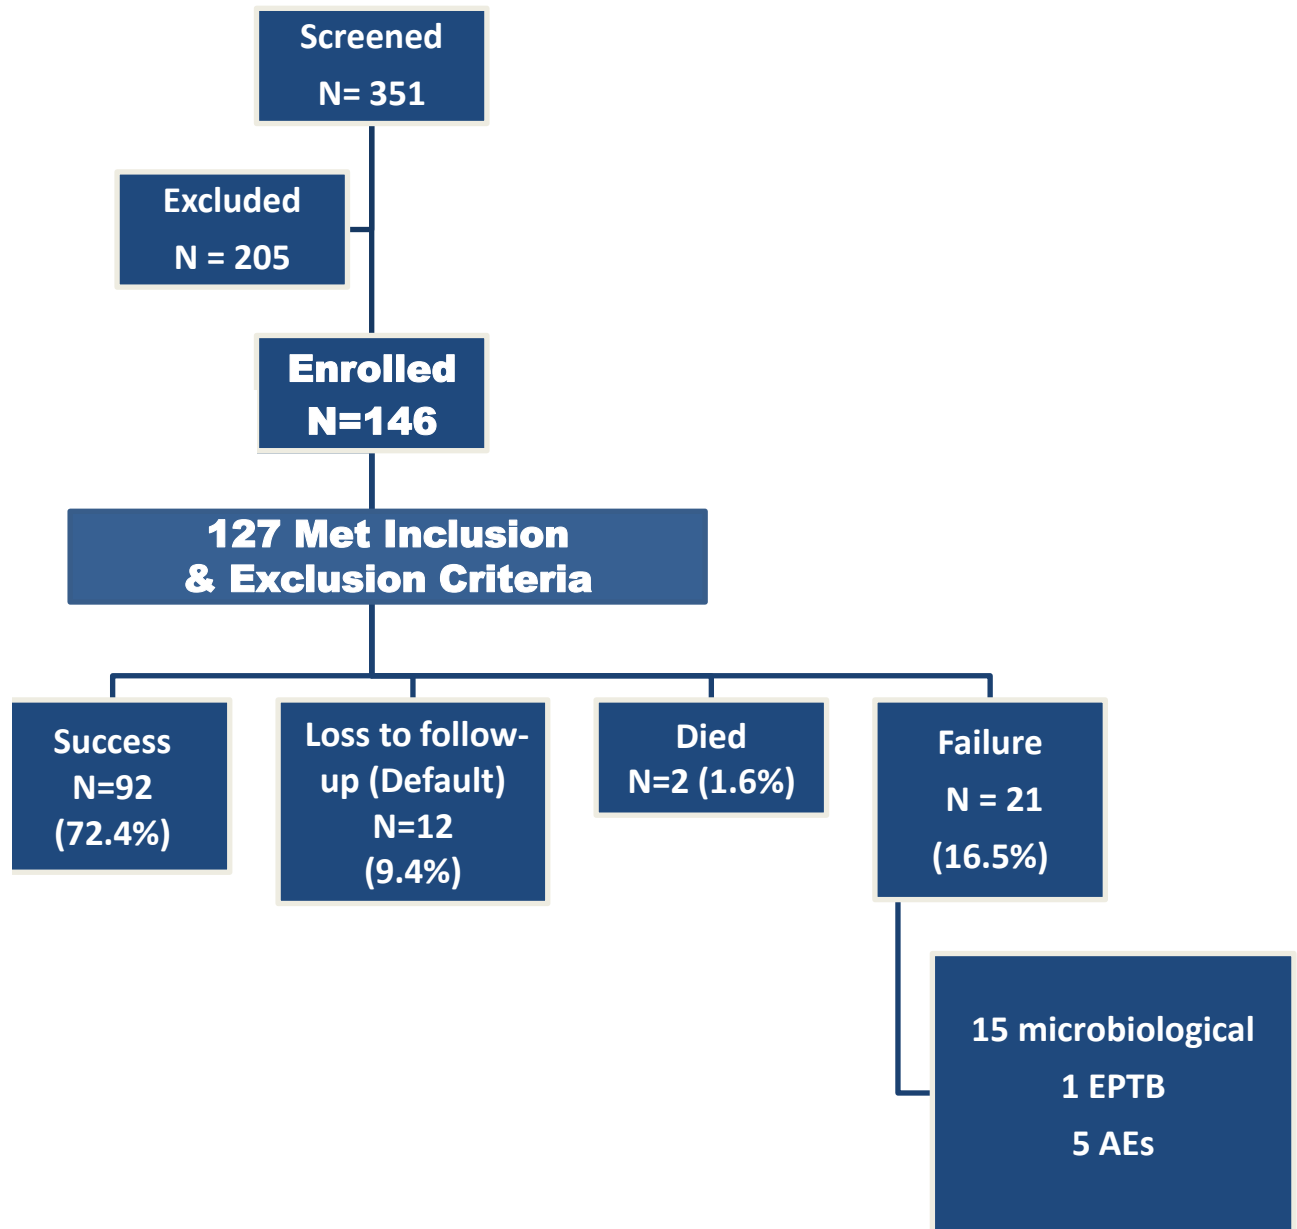 Screened
N= 351
Excluded
N = 205
Enrolled
N=146
127 Met Inclusion
& Exclusion Criteria
Success
N=92
(72.4%)
Loss to follow-
up (Default)
N=12
(9.4%)
Died
N=2 (1.6%)
Failure
N = 21
(16.5%)
15 microbiological
1 EPTB
5 AEs